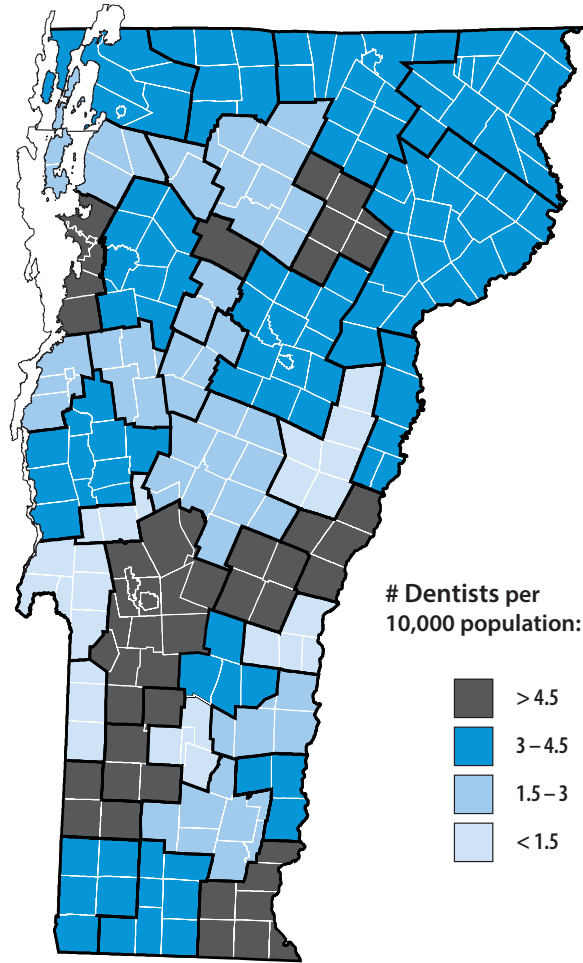 # Dentists per
10,000 population:
> 4.5
3 – 4.5
1.5 – 3
< 1.5